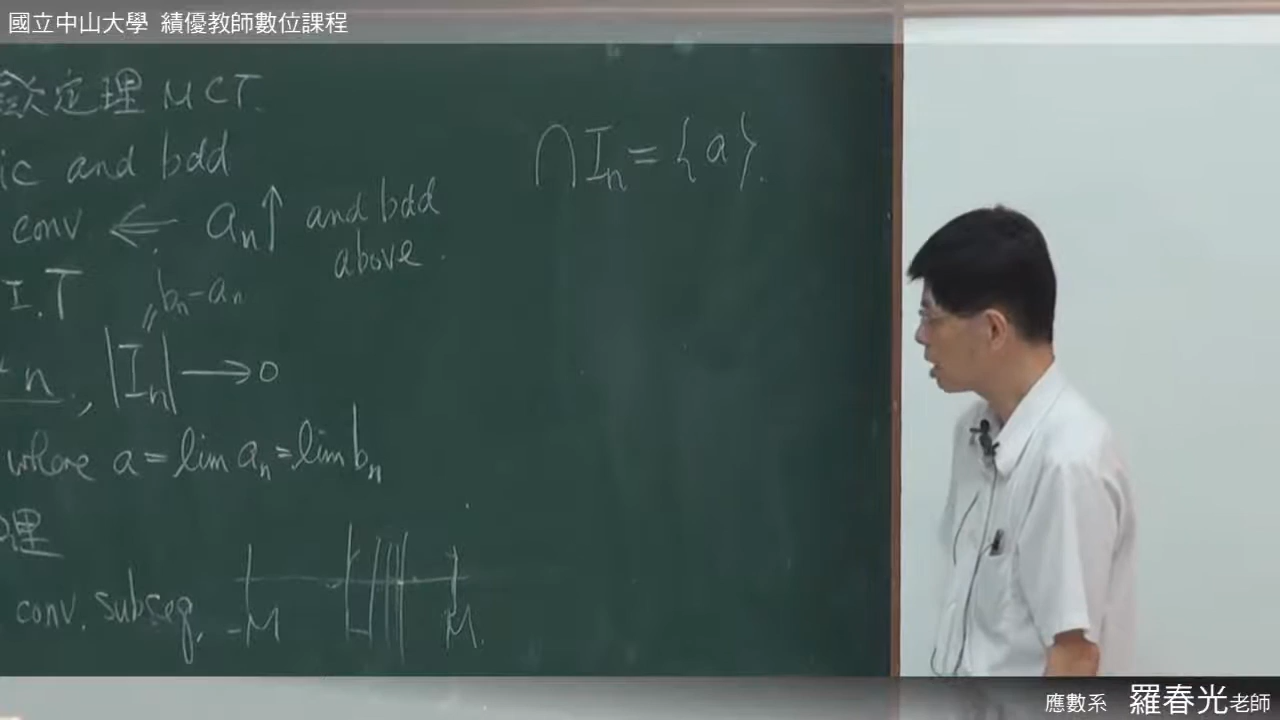 國立中山大學 績優教師數位課程
斂定理 MCT.
ic and bdd
conv ⇐ aₙ↑ and bdd
above.
I.T
bₙ-aₙ
n, |Iₙ| ⟶ 0
where a = lim aₙ = lim bₙ
理
conv. subseq,
-M
M.
∩Iₙ = {a}.
應數系 羅春光老師